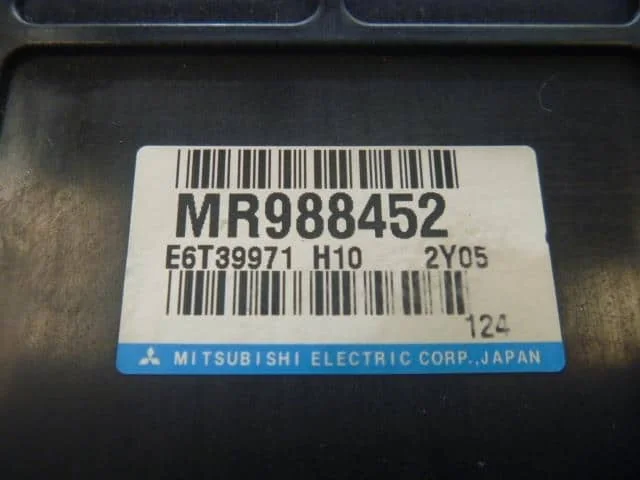 MR988452
E6T39971 H10 2Y05
124
MITSUBISHI ELECTRIC CORP., JAPAN